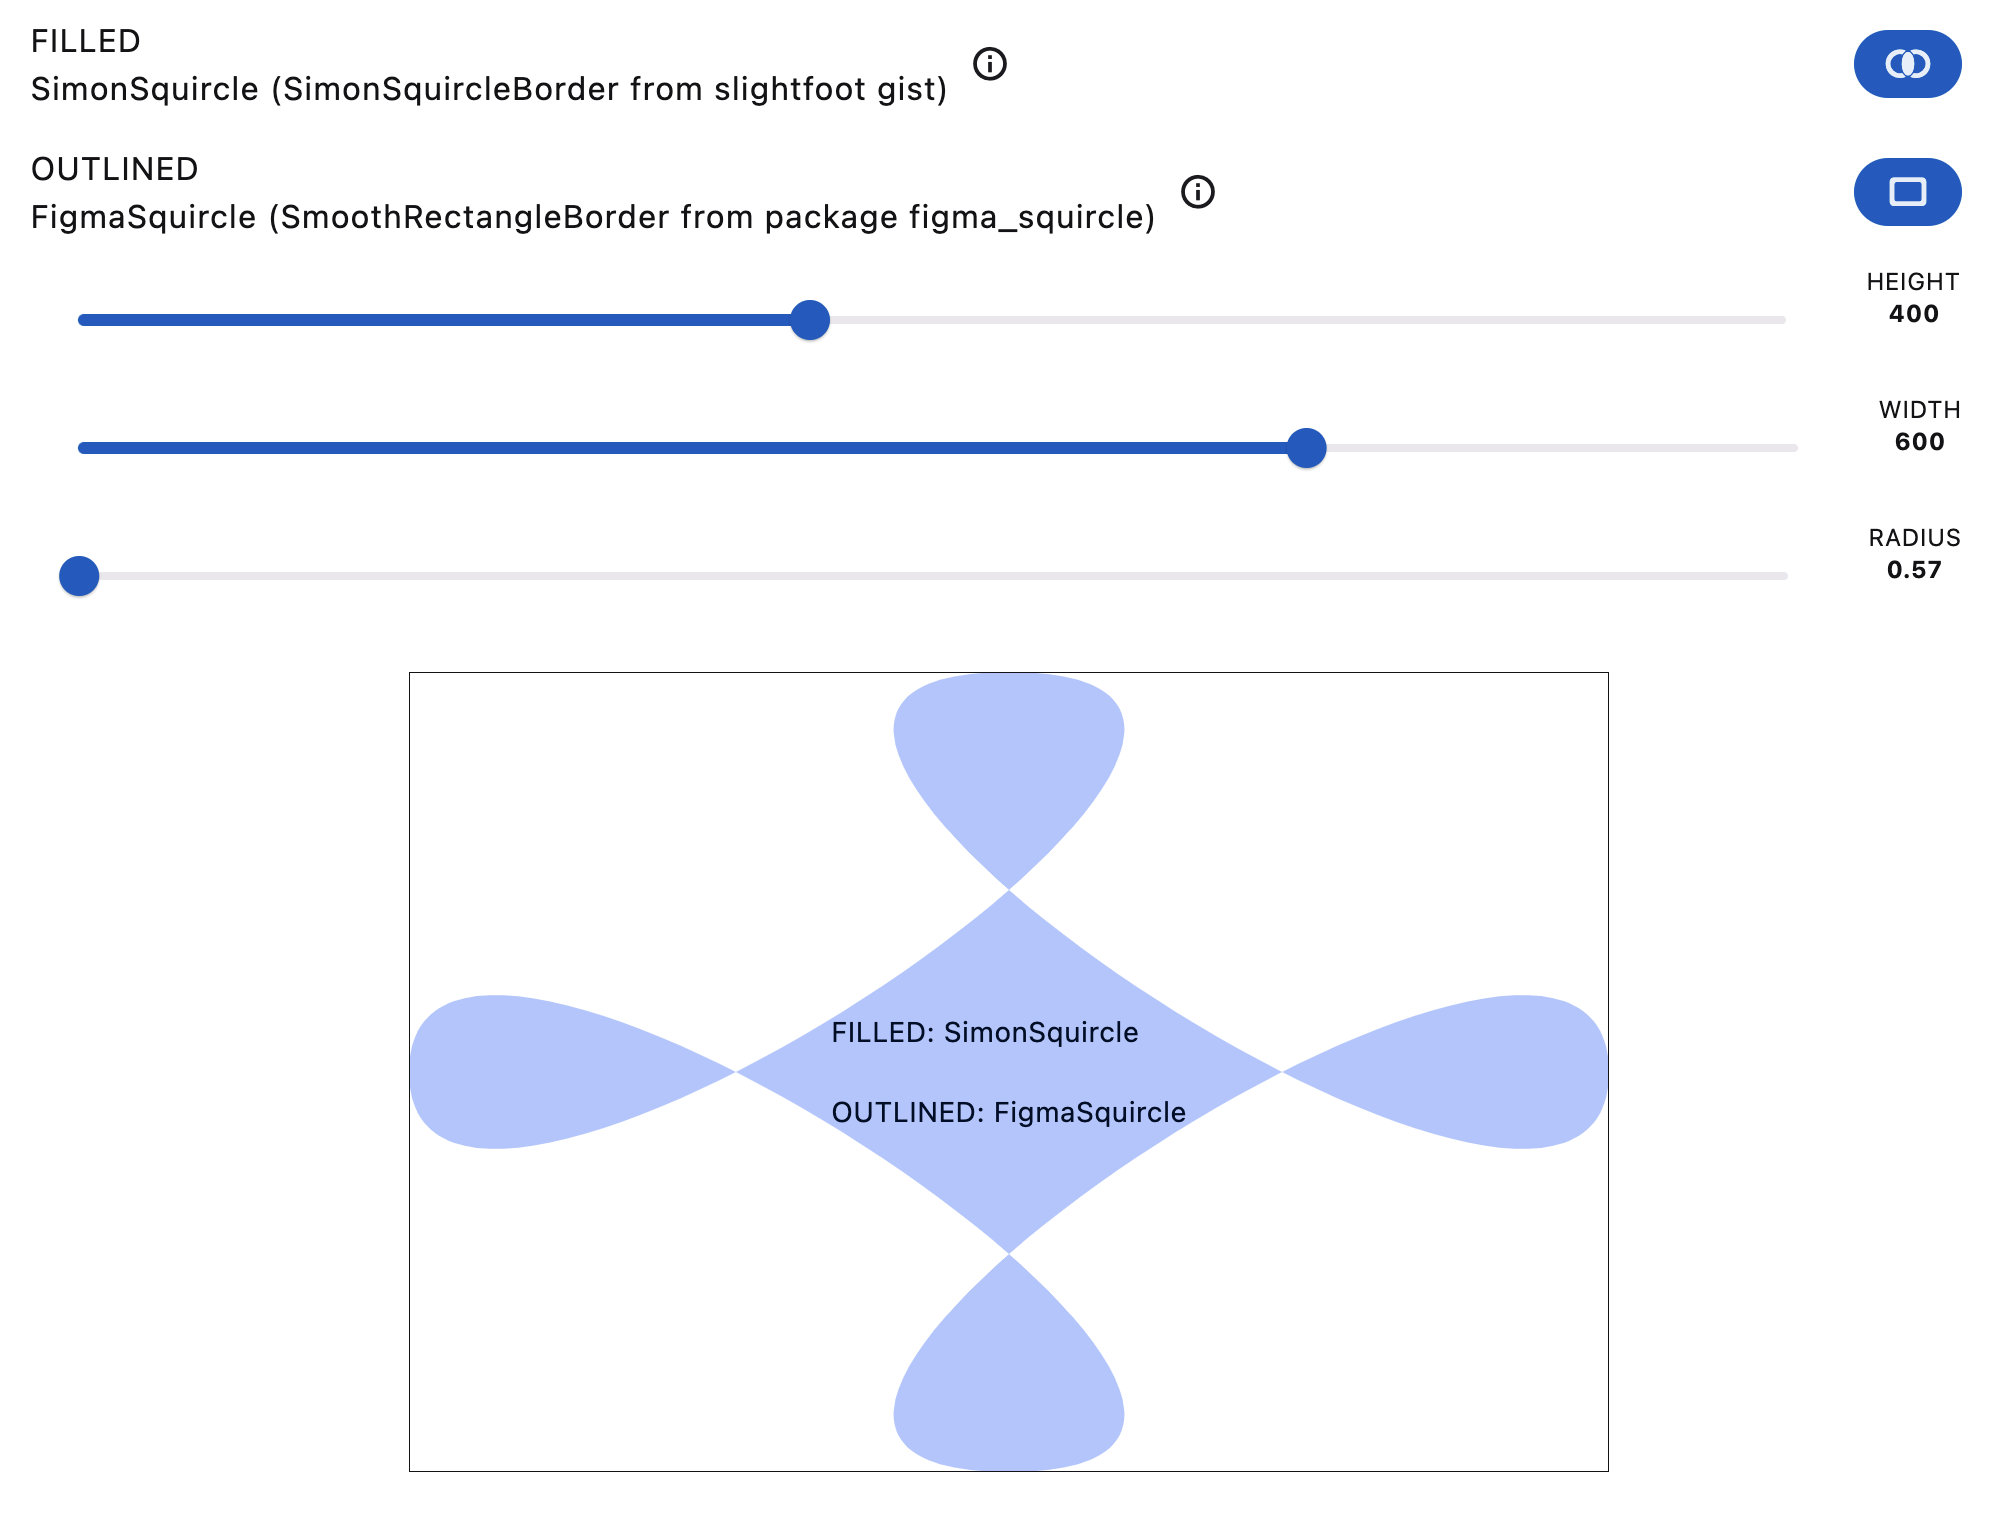 FILLED
SimonSquircle (SimonSquircleBorder from slightfoot gist)
OUTLINED
FigmaSquircle (SmoothRectangleBorder from package figma_squircle)
HEIGHT
400
WIDTH
600
RADIUS
0.57
FILLED: SimonSquircle
OUTLINED: FigmaSquircle